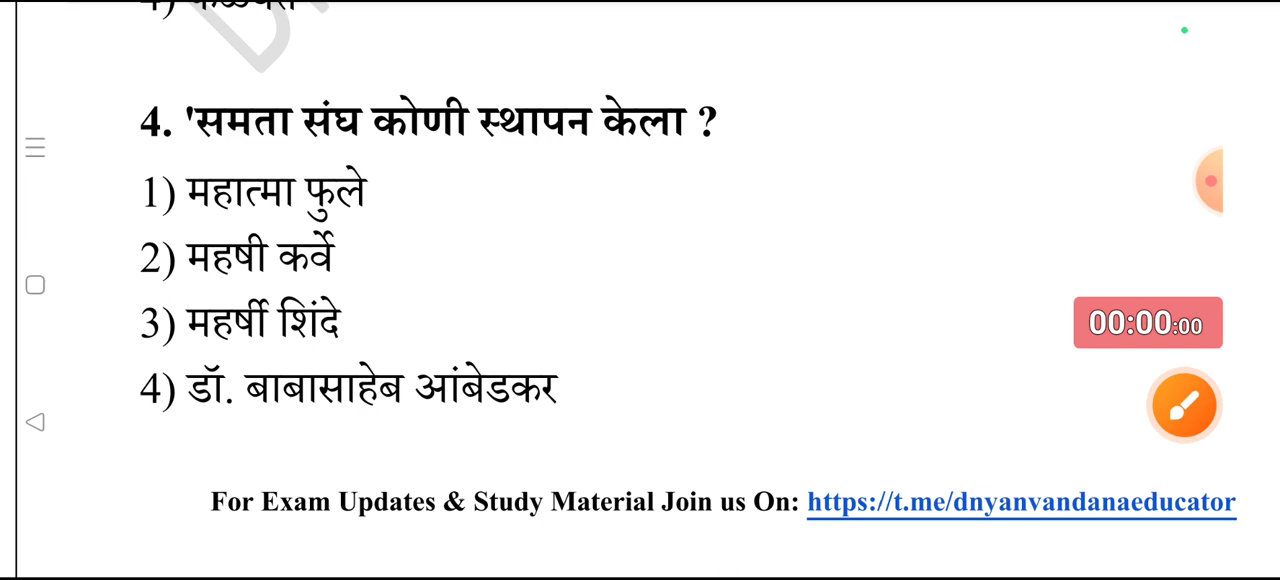 4. 'समता संघ कोणी स्थापन केला ?
1) महात्मा फुले
2) महषी कर्वे
3) महर्षी शिंदे
4) डॉ. बाबासाहेब आंबेडकर
00:00:00
For Exam Updates & Study Material Join us On: https://t.me/dnyanvandanaeducator